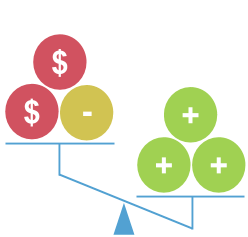 $
$ -
+
+ +